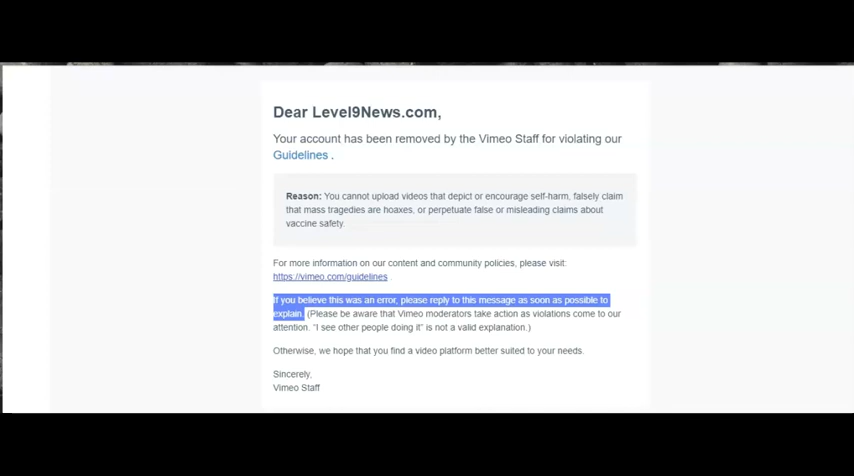 Dear Level9News.com,
Your account has been removed by the Vimeo Staff for violating our
Guidelines .
Reason: You cannot upload videos that depict or encourage self-harm, falsely claim
that mass tragedies are hoaxes, or perpetuate false or misleading claims about
vaccine safety.
For more information on our content and community policies, please visit:
https://vimeo.com/guidelines
If you believe this was an error, please reply to this message as soon as possible to
explain. (Please be aware that Vimeo moderators take action as violations come to our
attention. “I see other people doing it” is not a valid explanation.)
Otherwise, we hope that you find a video platform better suited to your needs.
Sincerely,
Vimeo Staff